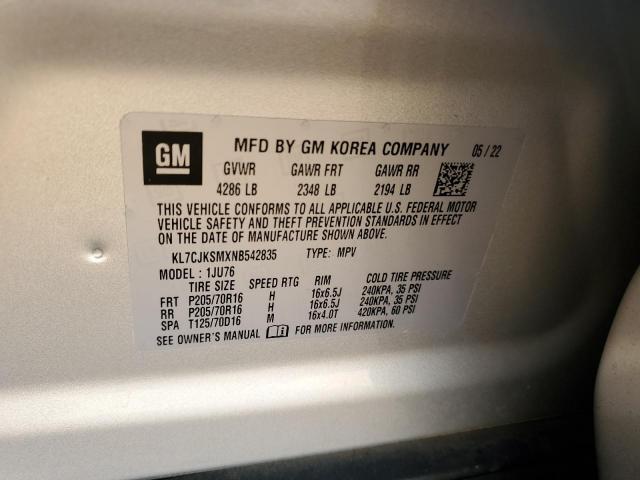 GM MFD BY GM KOREA COMPANY 05 / 22
GVWR GAWR FRT GAWR RR
4286 LB 2348 LB 2194 LB
THIS VEHICLE CONFORMS TO ALL APPLICABLE U.S. FEDERAL MOTOR
VEHICLE SAFETY AND THEFT PREVENTION STANDARDS IN EFFECT
ON THE DATE OF MANUFACTURE SHOWN ABOVE.
KL7CJKSMXNB542835 TYPE: MPV
MODEL: 1JU76
TIRE SIZE SPEED RTG RIM COLD TIRE PRESSURE
FRT P205/70R16 H 16x6.5J 240KPA, 35 PSI
RR P205/70R16 H 16x6.5J 240KPA, 35 PSI
SPA T125/70D16 M 16x4.0T 420KPA, 60 PSI
SEE OWNER'S MANUAL FOR MORE INFORMATION.